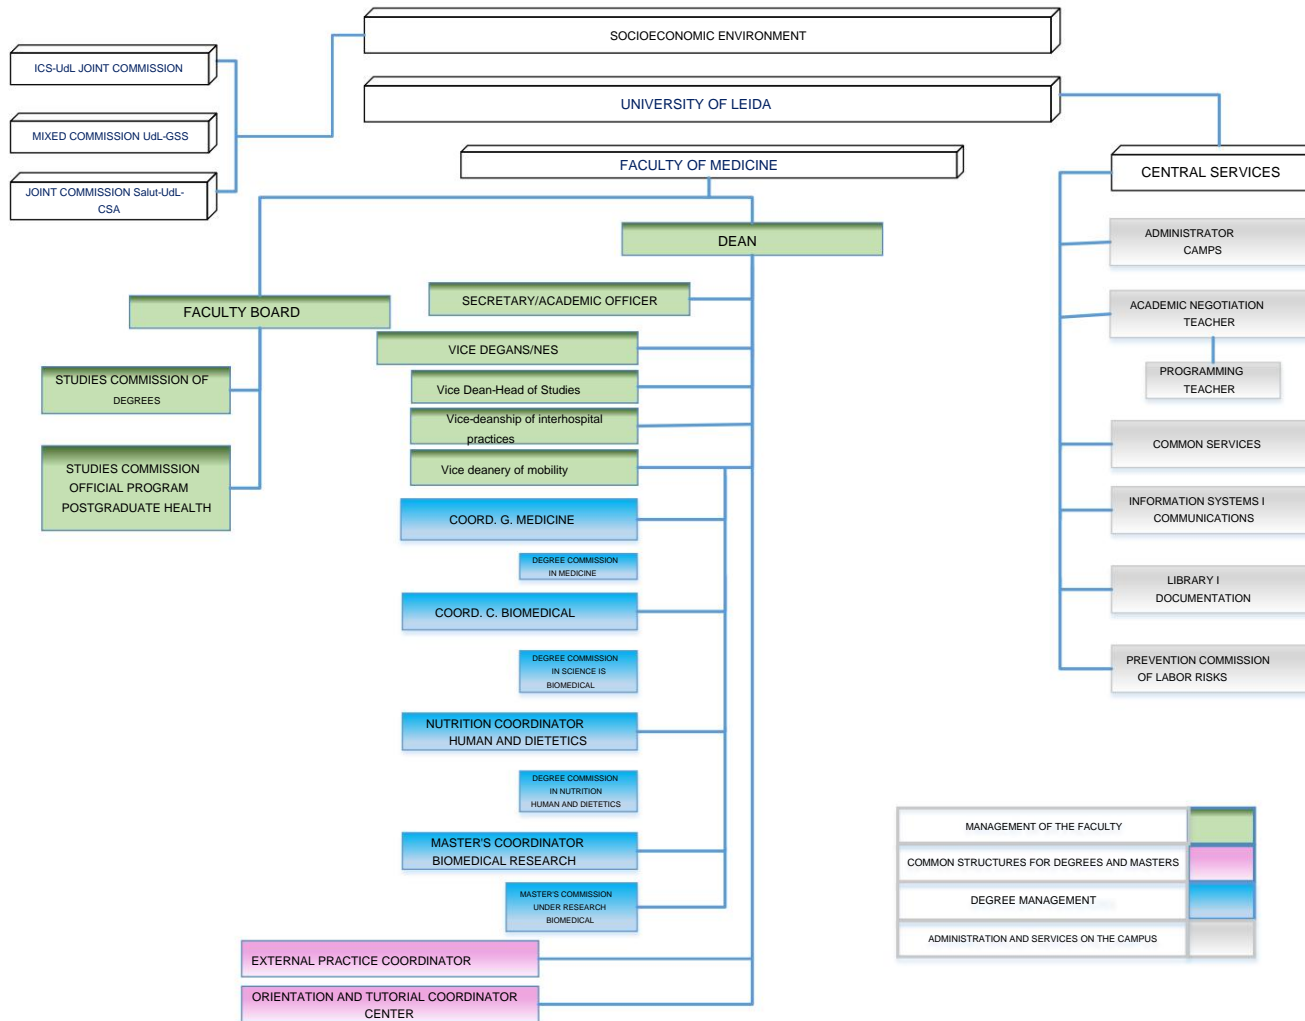 SOCIOECONOMIC ENVIRONMENT
ICS-UdL JOINT COMMISSION
UNIVERSITY OF LEIDA
MIXED COMMISSION UdL-GSS
FACULTY OF MEDICINE
CENTRAL SERVICES
JOINT COMMISSION Salut-UdL-
CSA
DEAN
ADMINISTRATOR
CAMPS
SECRETARY/ACADEMIC OFFICER
FACULTY BOARD
ACADEMIC NEGOTIATION
TEACHER
VICE DEGANS/NES
STUDIES COMMISSION OF
DEGREES
Vice Dean-Head of Studies
PROGRAMMING
TEACHER
Vice-deanship of interhospital
practices
COMMON SERVICES
STUDIES COMMISSION
OFFICIAL PROGRAM
POSTGRADUATE HEALTH
Vice deanery of mobility
COORD. G. MEDICINE
INFORMATION SYSTEMS I
COMMUNICATIONS
DEGREE COMMISSION
IN MEDICINE
COORD. C. BIOMEDICAL
LIBRARY I
DOCUMENTATION
DEGREE COMMISSION
IN SCIENCE IS
BIOMEDICAL
PREVENTION COMMISSION
OF LABOR RISKS
NUTRITION COORDINATOR
HUMAN AND DIETETICS
DEGREE COMMISSION
IN NUTRITION
HUMAN AND DIETETICS
MASTER'S COORDINATOR
BIOMEDICAL RESEARCH
MASTER'S COMMISSION
UNDER RESEARCH
BIOMEDICAL
EXTERNAL PRACTICE COORDINATOR
ORIENTATION AND TUTORIAL COORDINATOR
CENTER
MANAGEMENT OF THE FACULTY
COMMON STRUCTURES FOR DEGREES AND MASTERS
DEGREE MANAGEMENT
ADMINISTRATION AND SERVICES ON THE CAMPUS